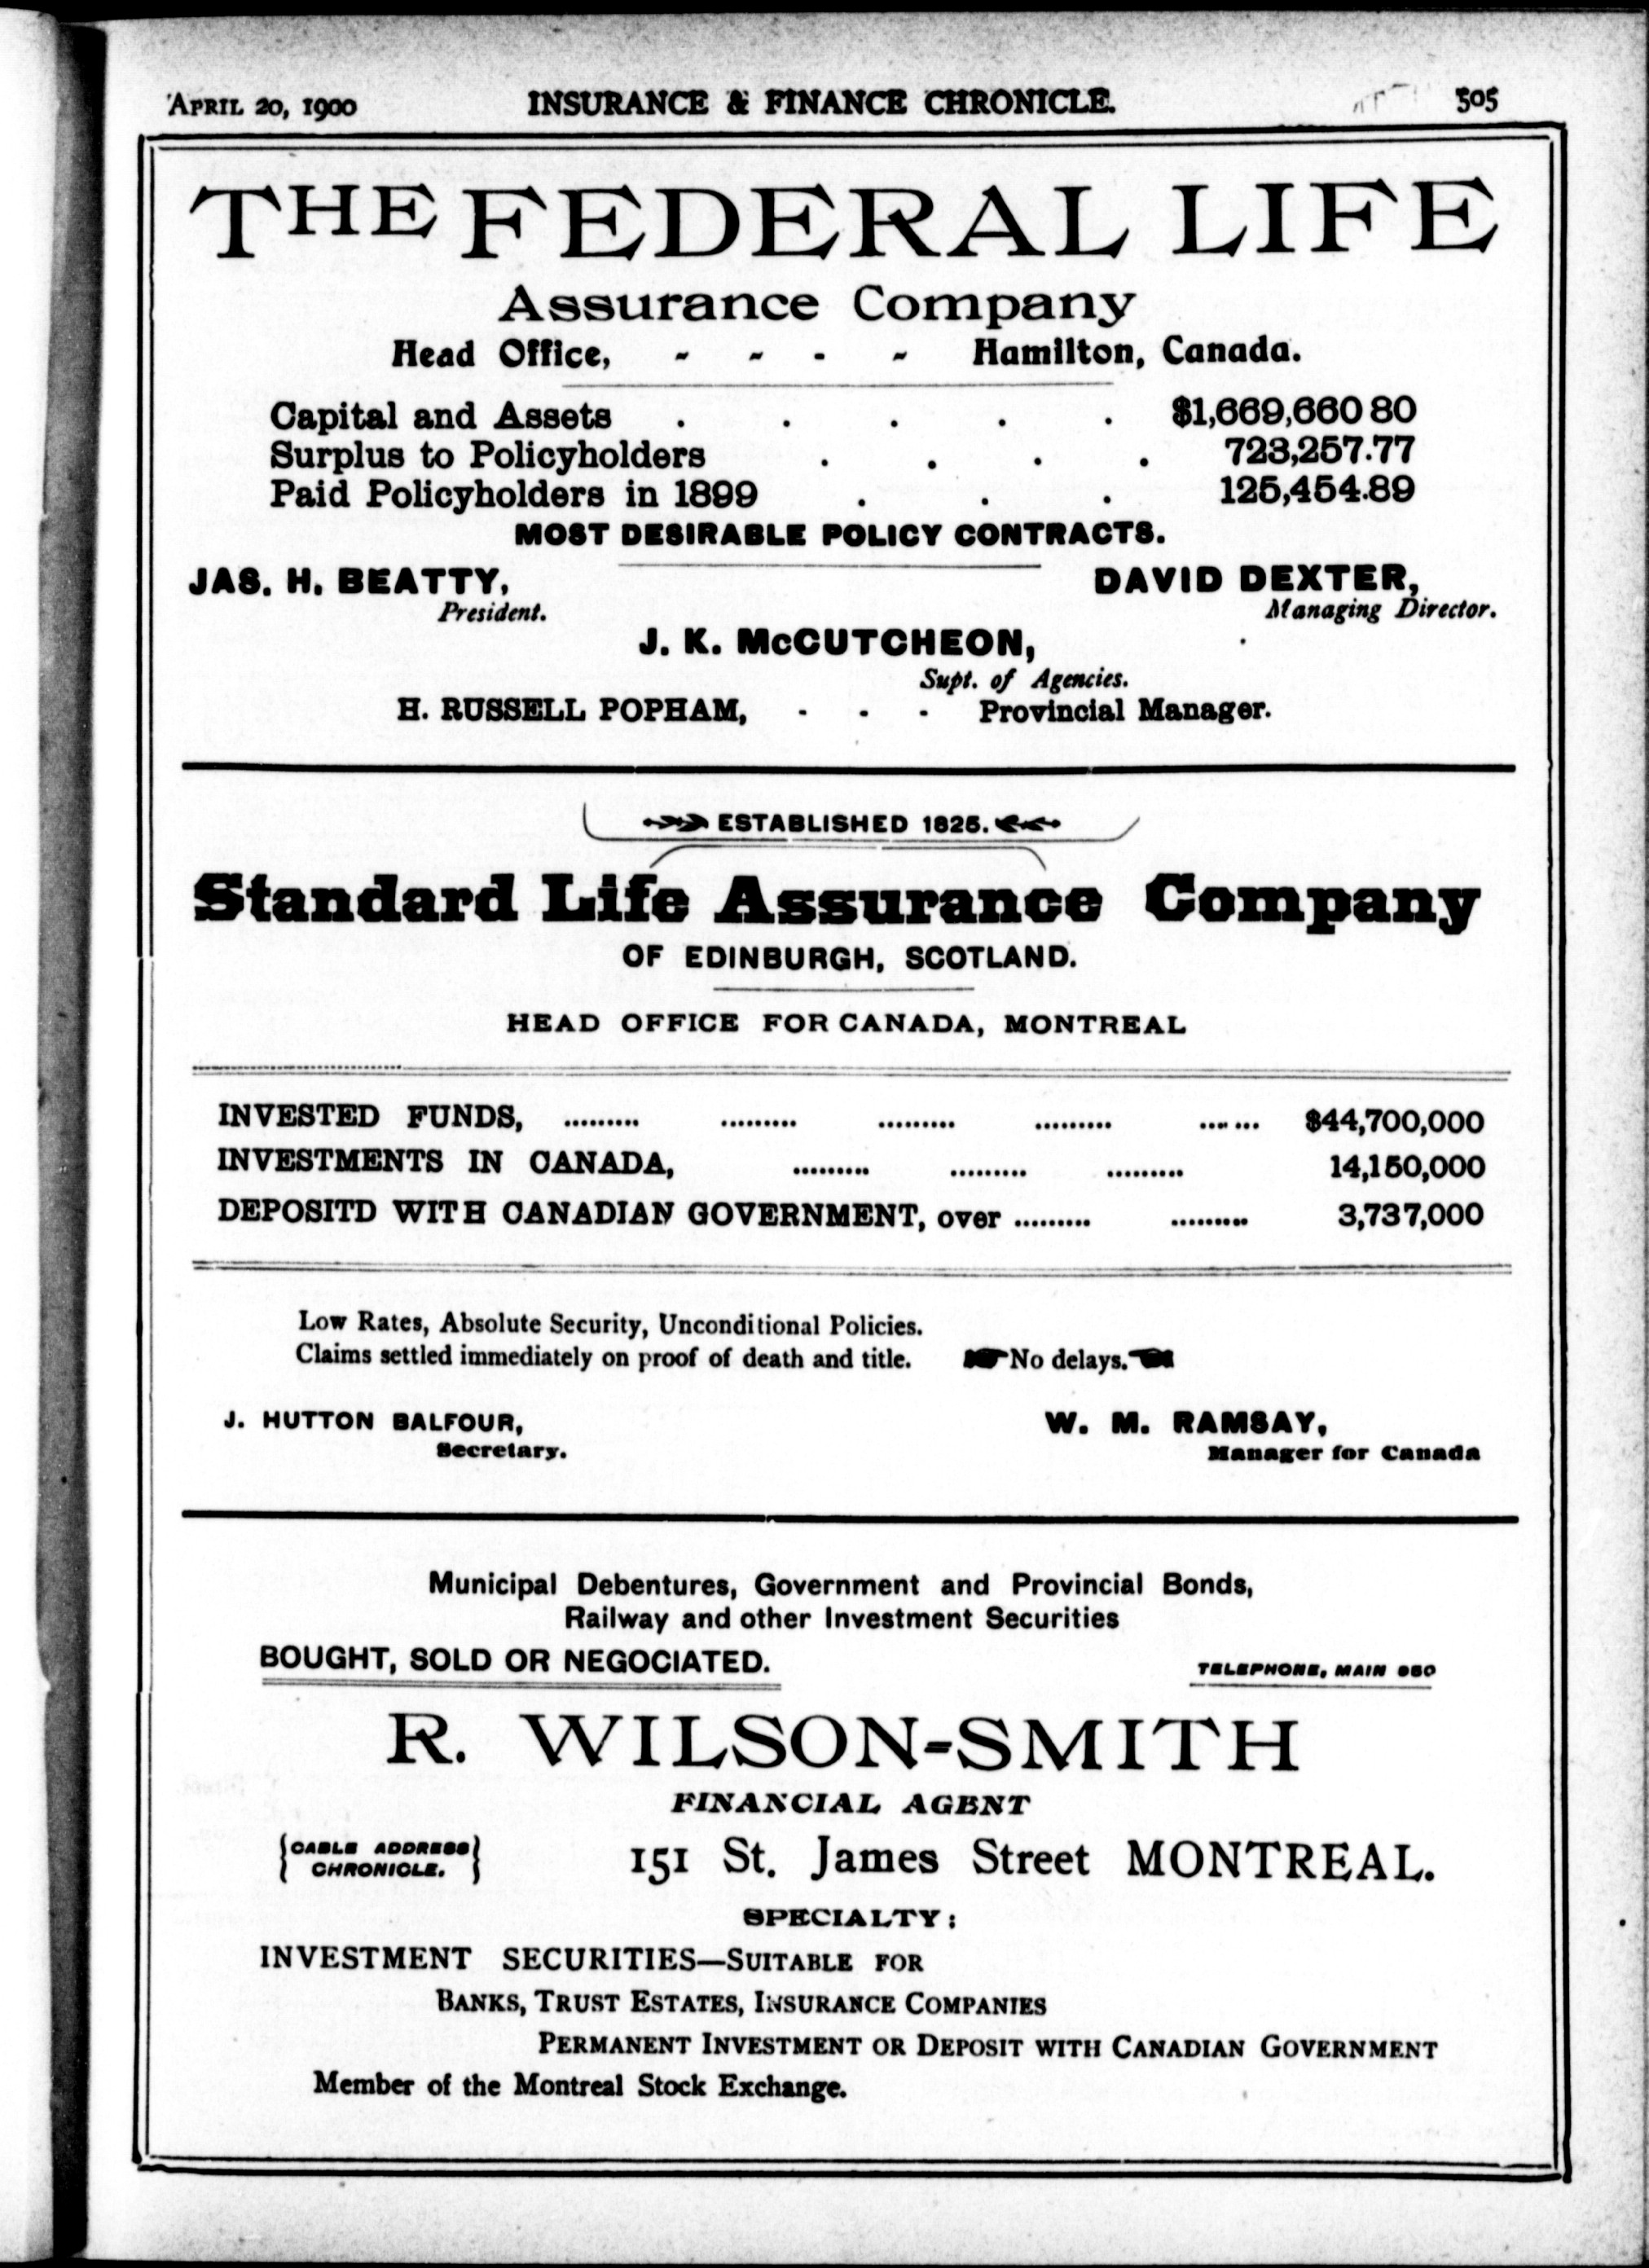 APRIL 20, 1900 INSURANCE & FINANCE CHRONICLE. 505
THE FEDERAL LIFE
Assurance Company
Head Office, - - - - Hamilton, Canada.
Capital and Assets . . . . . $1,669,660 80
Surplus to Policyholders . . . . 723,257.77
Paid Policyholders in 1899 . . . 125,454.89
MOST DESIRABLE POLICY CONTRACTS.
JAS. H. BEATTY, DAVID DEXTER,
President. Managing Director.
J. K. McCUTCHEON,
Supt. of Agencies.
H. RUSSELL POPHAM, - - - Provincial Manager.
ESTABLISHED 1825.
Standard Life Assurance Company
OF EDINBURGH, SCOTLAND.
HEAD OFFICE FOR CANADA, MONTREAL
INVESTED FUNDS, ......... ......... ......... ......... ....... $44,700,000
INVESTMENTS IN CANADA, ......... ......... ......... 14,150,000
DEPOSITD WITH CANADIAN GOVERNMENT, over ......... ......... 3,737,000
Low Rates, Absolute Security, Unconditional Policies.
Claims settled immediately on proof of death and title. No delays.
J. HUTTON BALFOUR, W. M. RAMSAY,
Secretary. Manager for Canada
Municipal Debentures, Government and Provincial Bonds,
Railway and other Investment Securities
BOUGHT, SOLD OR NEGOCIATED. TELEPHONE, MAIN
R. WILSON-SMITH
FINANCIAL AGENT
CABLE ADDRESS
CHRONICLE.
151 St. James Street MONTREAL.
SPECIALTY:
INVESTMENT SECURITIES—SUITABLE FOR
BANKS, TRUST ESTATES, INSURANCE COMPANIES
PERMANENT INVESTMENT OR DEPOSIT WITH CANADIAN GOVERNMENT
Member of the Montreal Stock Exchange.